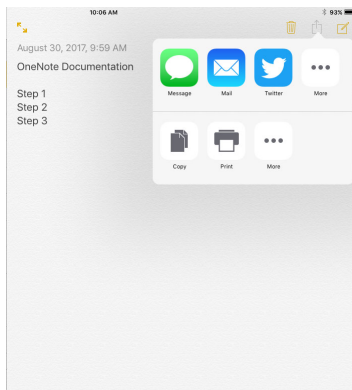 10:06 AM
93%
August 30, 2017, 9:59 AM
OneNote Documentation
Step 1
Step 2
Step 3
Message
Mail
Twitter
More
Copy
Print
More